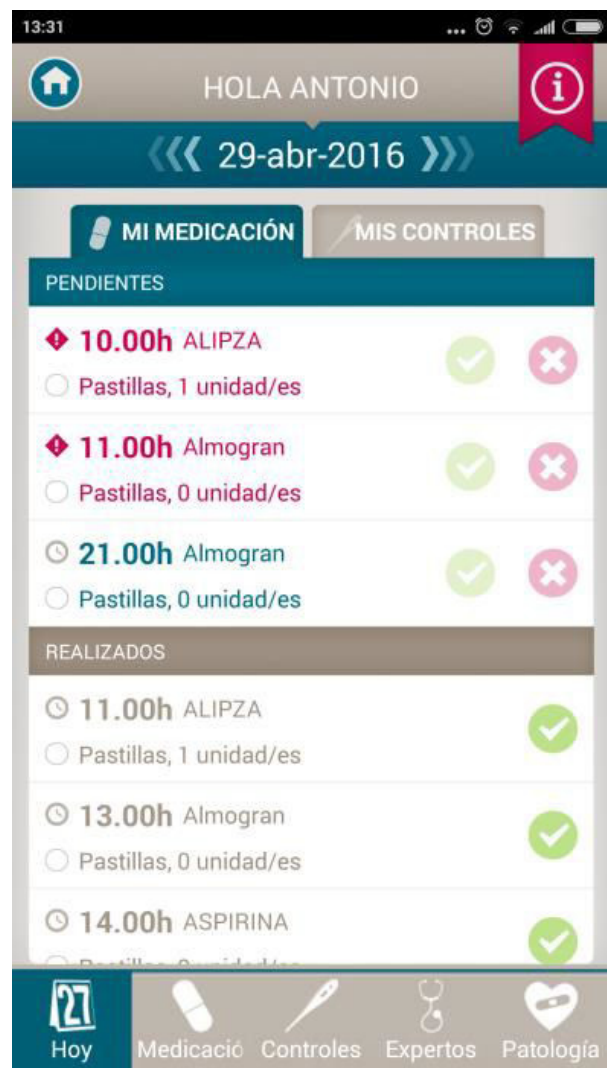 13:31
HOLA ANTONIO
29-abr-2016
MI MEDICACIÓN
MIS CONTROLES
PENDIENTES
10.00h ALIPZA
Pastillas, 1 unidad/es
11.00h Almogran
Pastillas, 0 unidad/es
21.00h Almogran
Pastillas, 0 unidad/es
REALIZADOS
11.00h ALIPZA
Pastillas, 1 unidad/es
13.00h Almogran
Pastillas, 0 unidad/es
14.00h ASPIRINA
27
Hoy
Medicació
Controles
Expertos
Patología